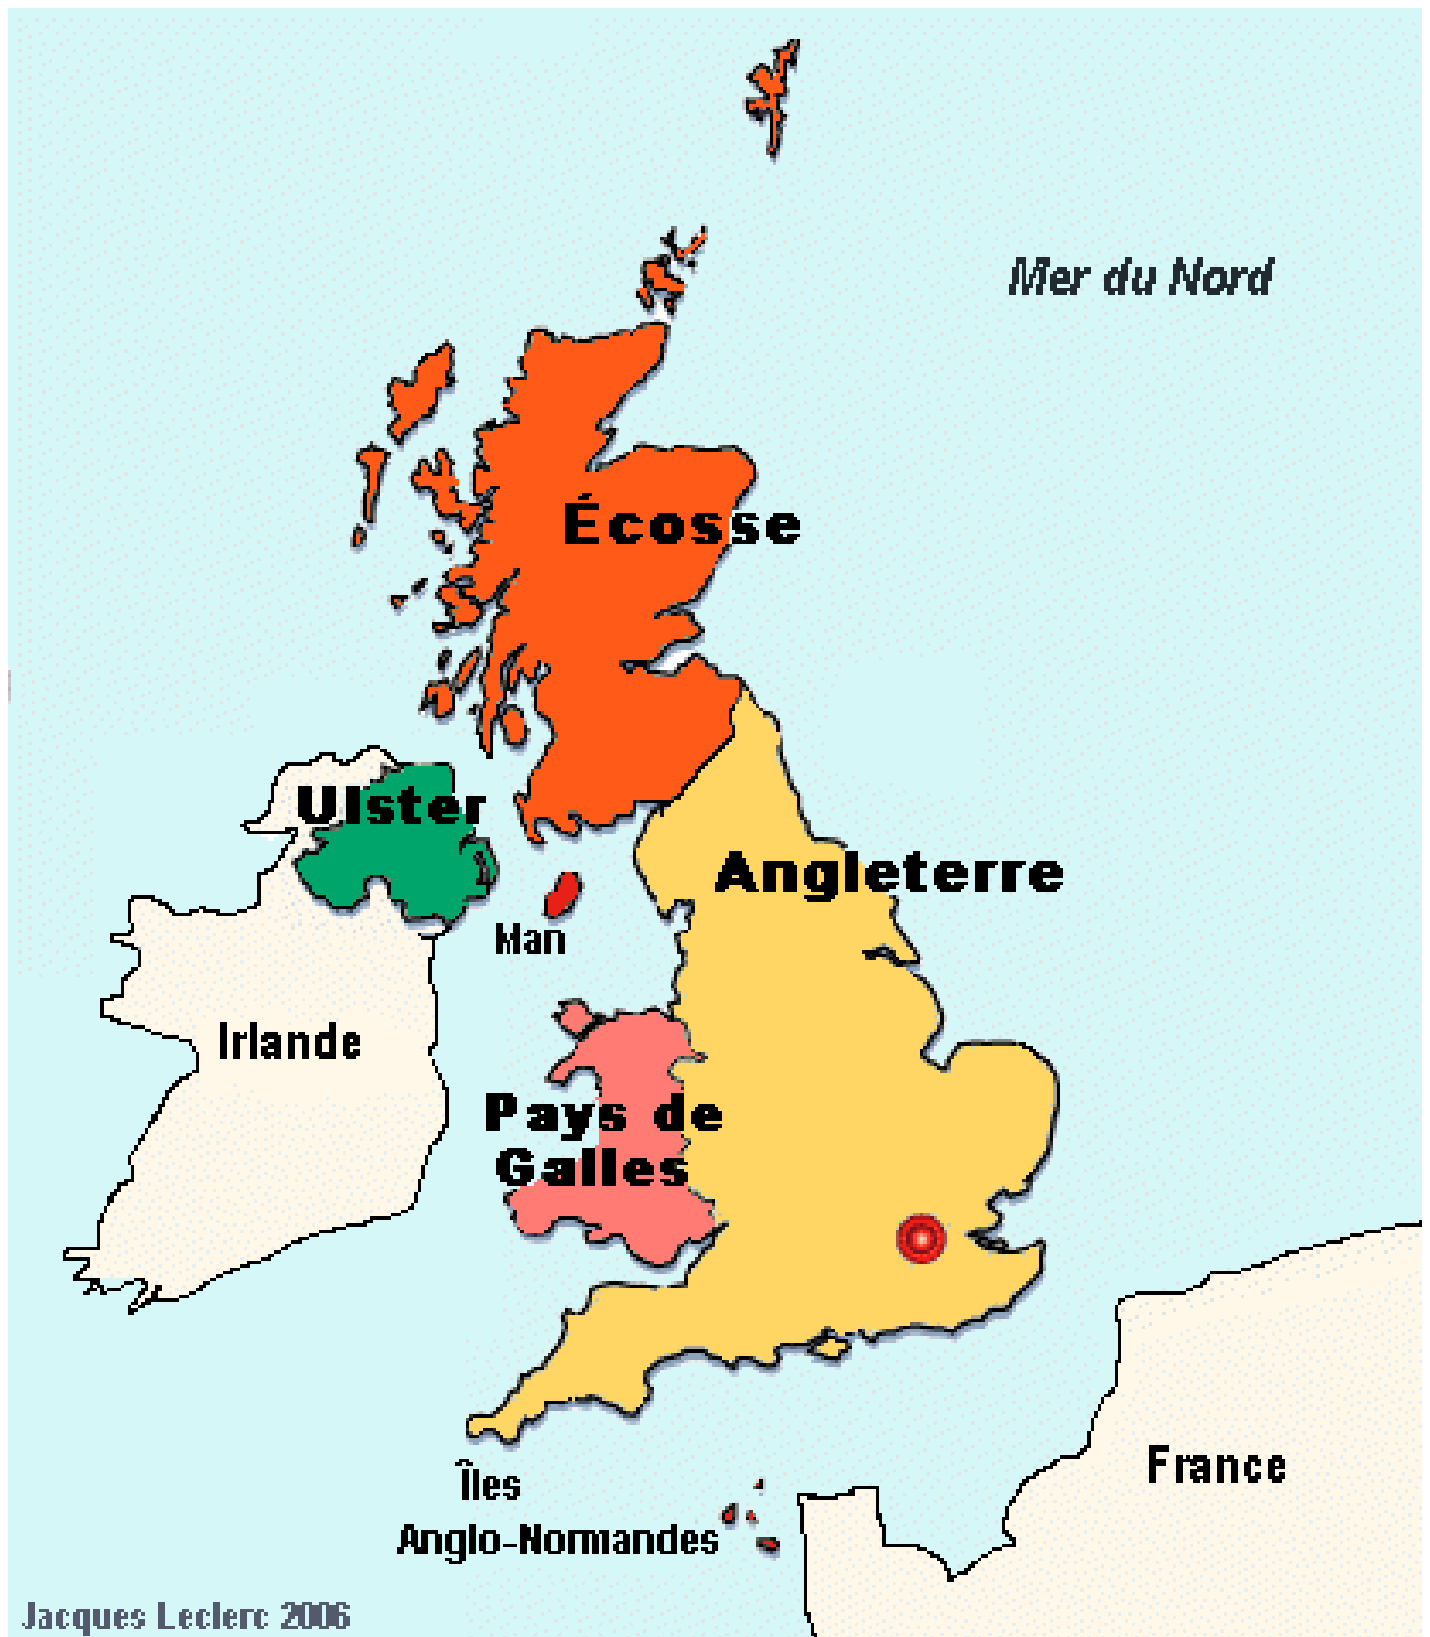 Mer du Nord
Écosse
Ulster
Angleterre
Man
Irlande
Pays de
Galles
France
Îles
Anglo-Normandes
Jacques Leclerc 2006